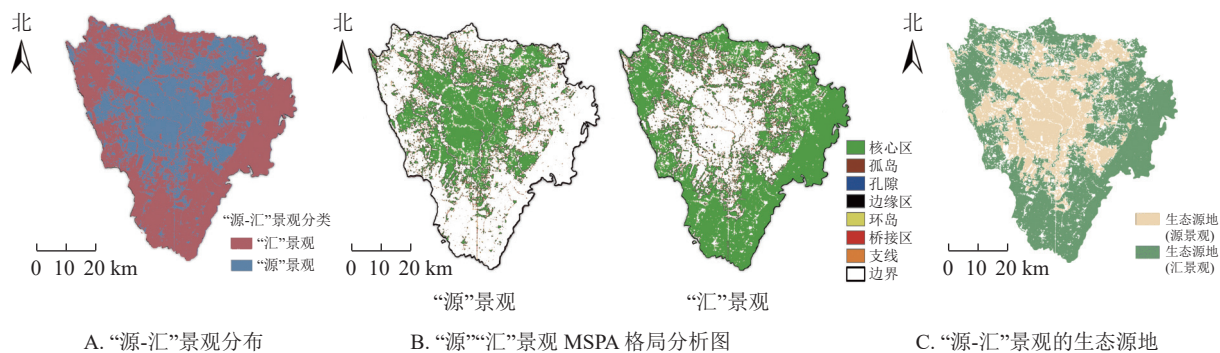 北
“源-汇”景观分类
“汇”景观
“源”景观
0 10 20 km
A. “源-汇”景观分布
北
0 10 20 km
“源”景观
“汇”景观
核心区
孤岛
孔隙
边缘区
环岛
桥接区
支线
边界
B. “源”“汇”景观 MSPA 格局分析图
北
0 10 20 km
生态源地
(源景观)
生态源地
(汇景观)
C. “源-汇”景观的生态源地